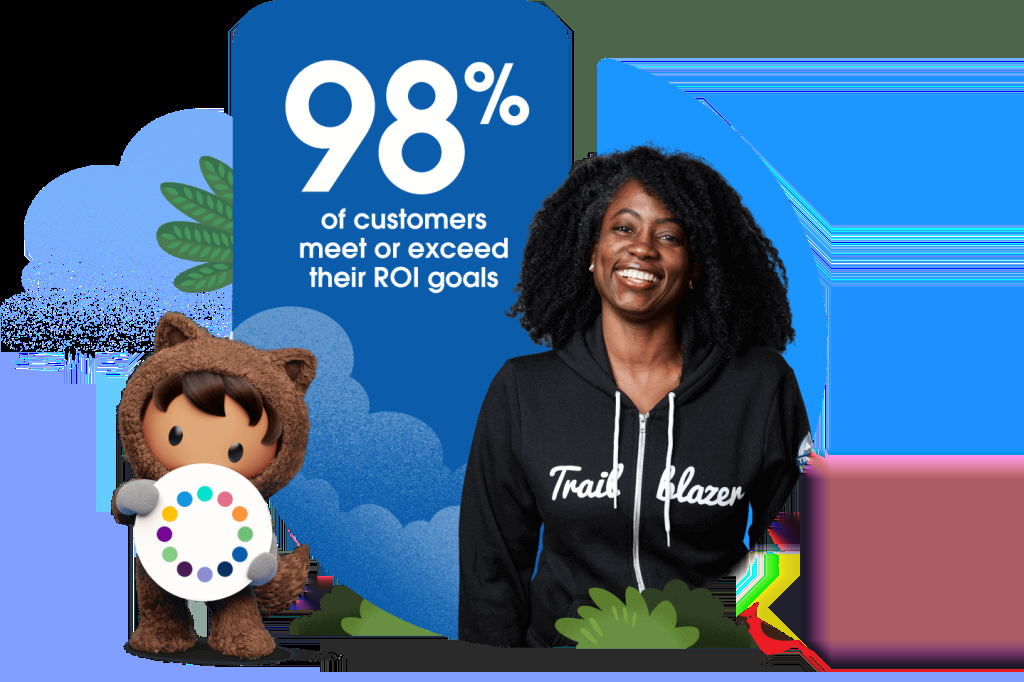 98%
of customers
meet or exceed
their ROI goals
Trail blazer